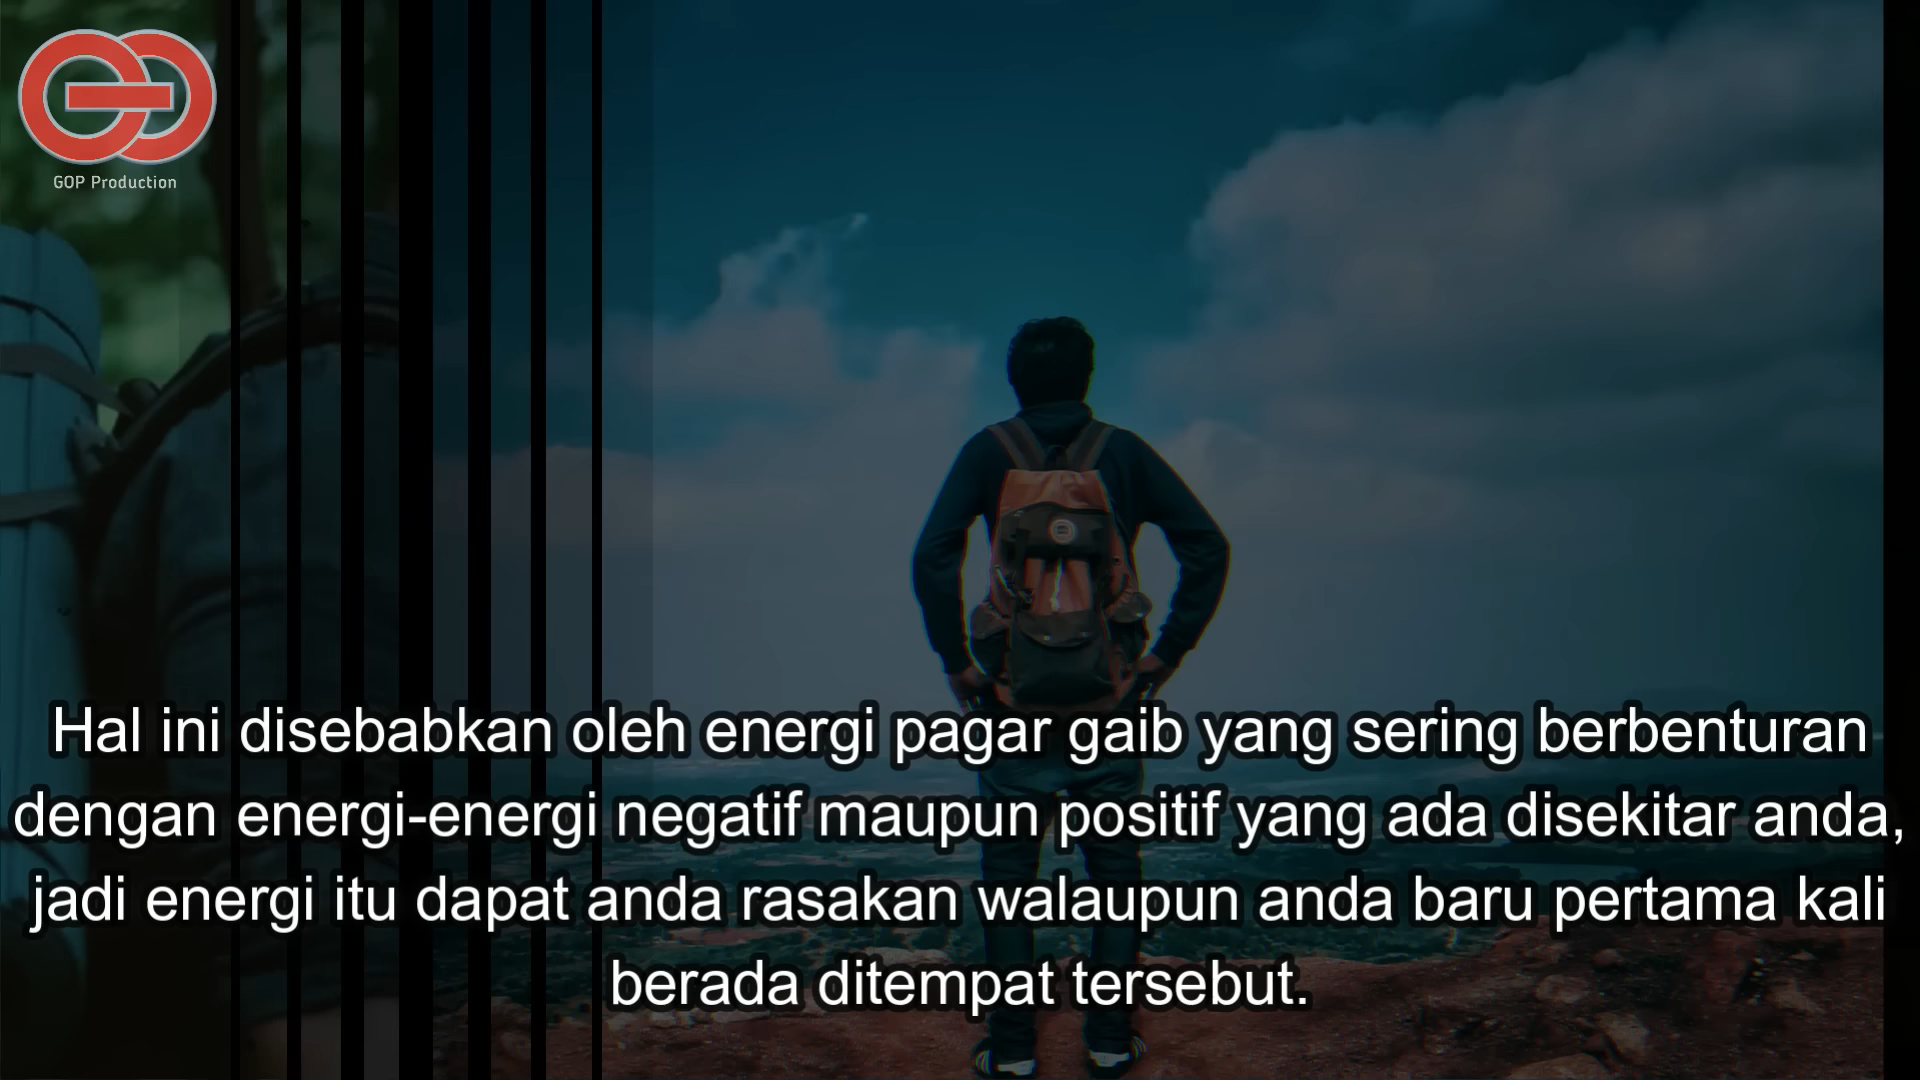 GOP Production
Hal ini disebabkan oleh energi pagar gaib yang sering berbenturan
dengan energi-energi negatif maupun positif yang ada disekitar anda,
jadi energi itu dapat anda rasakan walaupun anda baru pertama kali
berada ditempat tersebut.